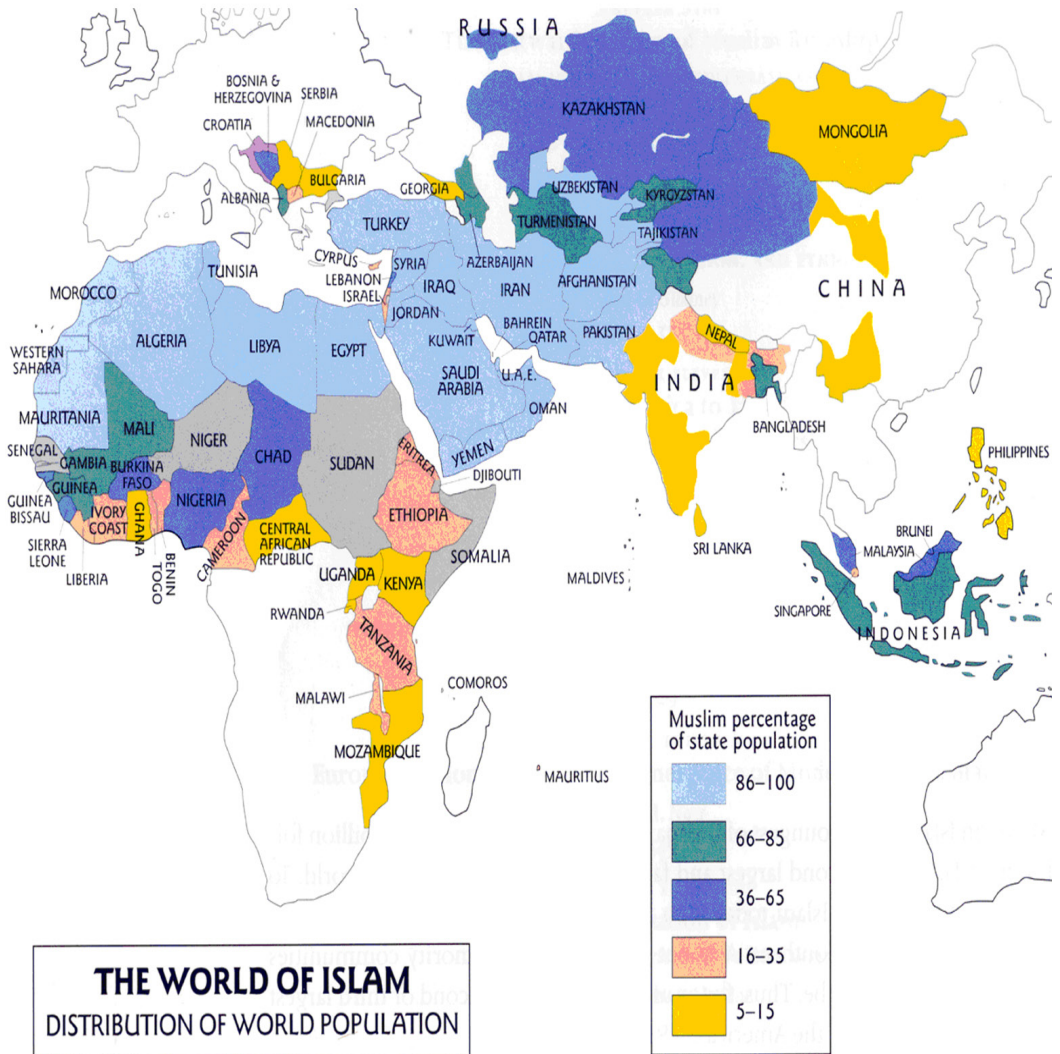 RUSSIA
KAZAKHSTAN
MONGOLIA
BOSNIA &
HERZEGOVINA
SERBIA
CROATIA
MACEDONIA
BULGARIA
ALBANIA
GEORGIA
UZBEKISTAN
KYRGYZSTAN
TURKEY
TURMENISTAN
TAJIKISTAN
CYRPUS
SYRIA
AZERBAIJAN
TUNISIA
LEBANON
ISRAEL
IRAQ
IRAN
AFGHANISTAN
MOROCCO
JORDAN
CHINA
ALGERIA
LIBYA
EGYPT
KUWAIT
BAHREIN
QATAR
PAKISTAN
NEPAL
WESTERN
SAHARA
SAUDI
ARABIA
U.A.E.
INDIA
OMAN
MAURITANIA
MALI
NIGER
BANGLADESH
SENEGAL
GAMBIA
BURKINA
FASO
CHAD
SUDAN
ERITREA
YEMEN
DJIBOUTI
PHILIPPINES
GUINEA
GUINEA
BISSAU
IVORY
COAST
GHANA
NIGERIA
CAMEROON
CENTRAL
AFRICAN
REPUBLIC
ETHIOPIA
SOMALIA
SRI LANKA
BRUNEI
MALAYSIA
SIERRA
LEONE
LIBERIA
TOGO
BENIN
UGANDA
KENYA
MALDIVES
SINGAPORE
RWANDA
INDONESIA
TANZANIA
MALAWI
COMOROS
MOZAMBIQUE
MAURITIUS
Muslim percentage
of state population
86–100
66–85
36–65
16–35
5–15
THE WORLD OF ISLAM
DISTRIBUTION OF WORLD POPULATION